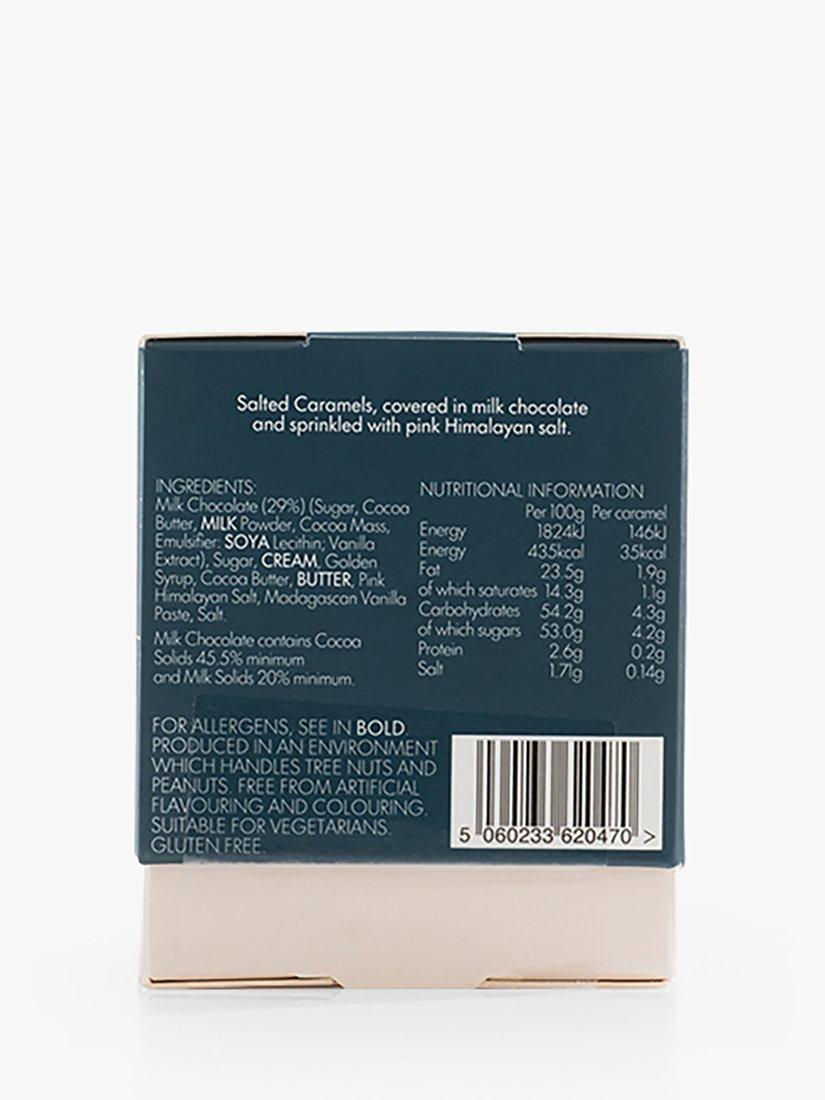 Salted Caramels, covered in milk chocolate
and sprinkled with pink Himalayan salt.
INGREDIENTS:
Milk Chocolate (29%) (Sugar, Cocoa
Butter, MILK Powder, Cocoa Mass,
Emulsifier: SOYA Lecithin; Vanilla
Extract), Sugar, CREAM, Golden
Syrup, Cocoa Butter, BUTTER, Pink
Himalayan Salt, Madagascan Vanilla
Paste, Salt.
Milk Chocolate contains Cocoa
Solids 45.5% minimum
and Milk Solids 20% minimum.
NUTRITIONAL INFORMATION
Per 100g Per caramel
Energy 1824kJ 146kJ
Energy 435kcal 35kcal
Fat 23.5g 1.9g
of which saturates 14.3g 1.1g
Carbohydrates 54.2g 4.3g
of which sugars 53.0g 4.2g
Protein 2.6g 0.2g
Salt 1.71g 0.14g
FOR ALLERGENS, SEE IN BOLD.
PRODUCED IN AN ENVIRONMENT
WHICH HANDLES TREE NUTS AND
PEANUTS. FREE FROM ARTIFICIAL
FLAVOURING AND COLOURING.
SUITABLE FOR VEGETARIANS.
GLUTEN FREE.
5 060233 620470 >